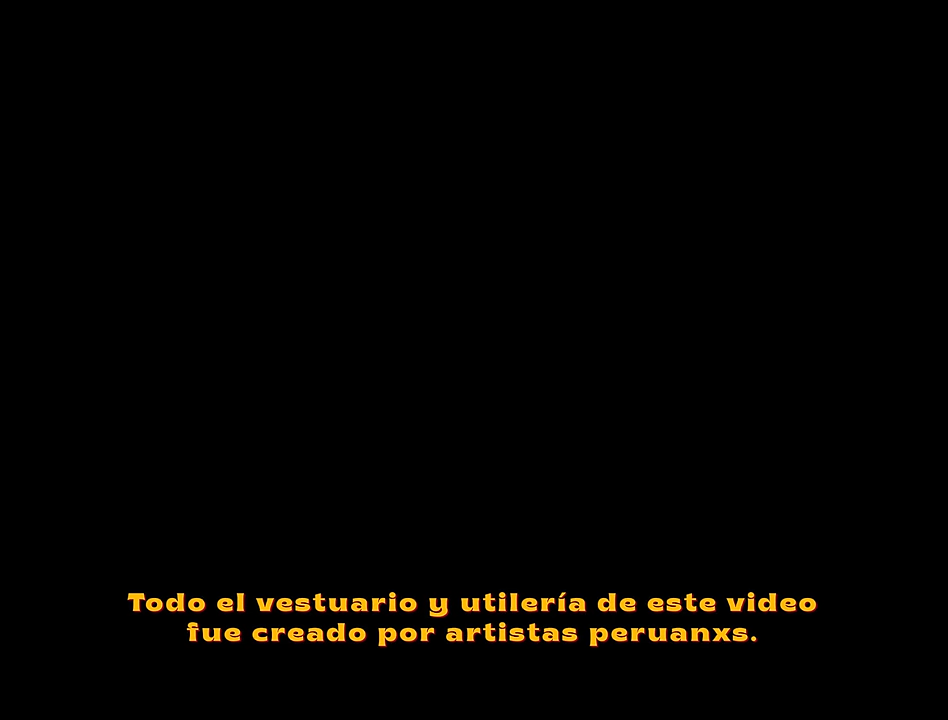 Todo el vestuario y utilería de este video
fue creado por artistas peruanxs.